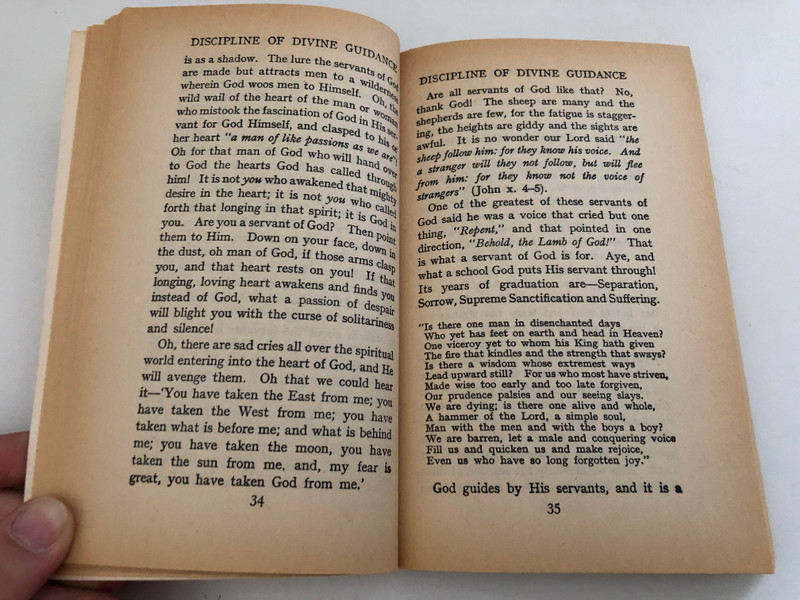 DISCIPLINE OF DIVINE GUIDANCE
is as a shadow. The lure the servants of God
are made but attracts men to a wilderness
wherein God woos men to Himself. Oh, the
wild wail of the heart of the man or woman
who mistook the fascination of God in His ser-
vant for God Himself, and clasped to his or
her heart "a man of like passions as we are"!
Oh for that man of God who will hand over
to God the hearts God has called through
him! It is not you who awakened that mighty
desire in the heart; it is not you who called
forth that longing in that spirit; it is God in
you. Are you a servant of God? Then point
them to Him. Down on your face, down in
the dust, oh man of God, if those arms clasp
you, and that heart rests on you! If that
longing, loving heart awakens and finds you
instead of God, what a passion of despair
will blight you with the curse of solitariness
and silence!
Oh, there are sad cries all over the spiritual
world entering into the heart of God, and He
will avenge them. Oh that we could hear
it—'You have taken the East from me; you
have taken the West from me; you have
taken what is before me; and what is behind
me; you have taken the moon, you have
taken the sun from me. and, my fear is
great, you have taken God from me.'
34
DISCIPLINE OF DIVINE GUIDANCE
Are all servants of God like that? No,
thank God! The sheep are many and the
shepherds are few, for the fatigue is stagger-
ing, the heights are giddy and the sights are
awful. It is no wonder our Lord said "the
sheep follow him: for they know his voice. And
a stranger will they not follow, but will flee
from him: for they know not the voice of
strangers" (John x. 4–5).
One of the greatest of these servants of
God said he was a voice that cried but one
thing, "Repent," and that pointed in one
direction, "Behold, the Lamb of God!" That
is what a servant of God is for. Aye, and
what a school God puts His servant through!
Its years of graduation are—Separation,
Sorrow, Supreme Sanctification and Suffering.
"Is there one man in disenchanted days
Who yet has feet on earth and head in Heaven?
One viceroy yet to whom his King hath given
The fire that kindles and the strength that sways?
Is there a wisdom whose extremest ways
Lead upward still? For us who most have striven,
Made wise too early and too late forgiven,
Our prudence palsies and our seeing slays.
We are dying; is there one alive and whole,
A hammer of the Lord, a simple soul,
Man with the men and with the boys a boy?
We are barren, let a male and conquering voice
Fill us and quicken us and make rejoice,
Even us who have so long forgotten joy."
God guides by His servants, and it is a
35